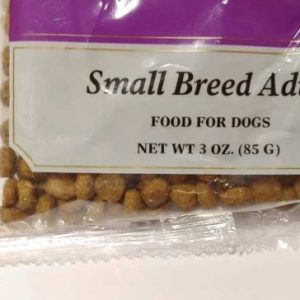 Small Breed Ad
FOOD FOR DOGS
NET WT 3 OZ. (85 G)